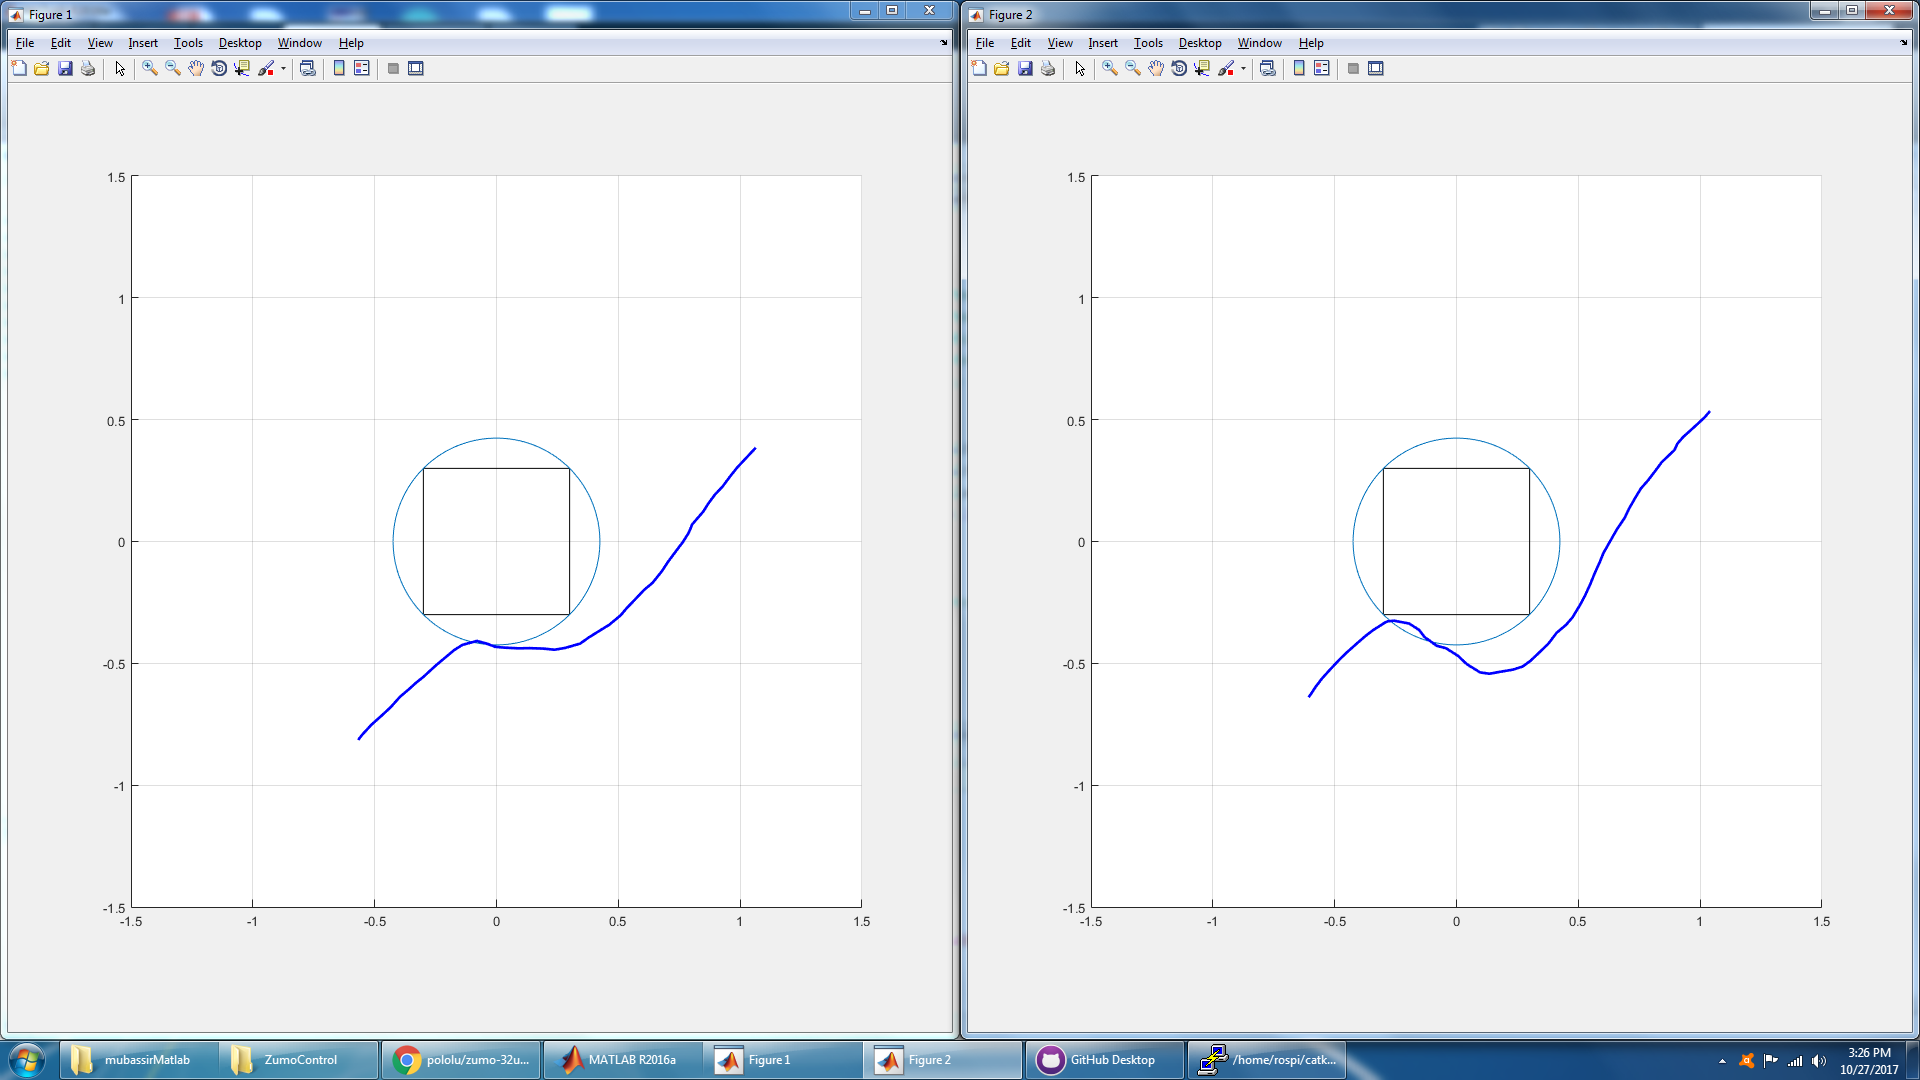 Figure 1
File Edit View Insert Tools Desktop Window Help
1.5
1
0.5
0
-0.5
-1
-1.5
-1.5 -1 -0.5 0 0.5 1 1.5
Figure 2
File Edit View Insert Tools Desktop Window Help
1.5
1
0.5
0
-0.5
-1
-1.5
-1.5 -1 -0.5 0 0.5 1 1.5
mubassirMatlab ZumoControl pololu/zumo-32u... MATLAB R2016a Figure 1 Figure 2 GitHub Desktop /home/rospi/catk... 3:26 PM
10/27/2017